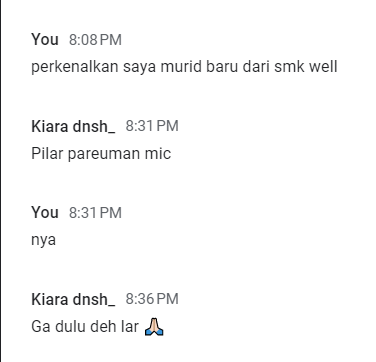 You 8:08 PM
perkenalkan saya murid baru dari smk well
Kiara dnsh_ 8:31 PM
Pilar pareuman mic
You 8:31 PM
nya
Kiara dnsh_ 8:36 PM
Ga dulu deh lar 🙏🏻